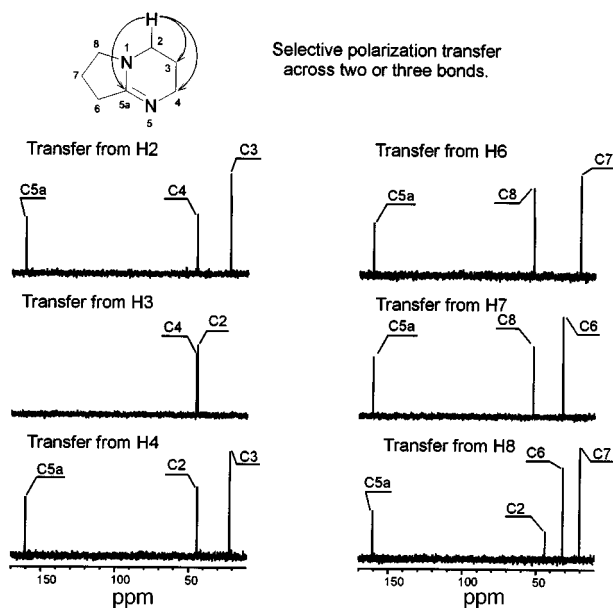 H
8
1
2
N
3
7
6
5a
N
4
5
Selective polarization transfer
across two or three bonds.
Transfer from H2
C5a
C4
C3
Transfer from H6
C5a
C8
C7
Transfer from H3
C4
C2
Transfer from H7
C5a
C8
C6
Transfer from H4
C5a
C2
C3
Transfer from H8
C5a
C2
C6
C7
150 100 50
ppm
150 100 50
ppm